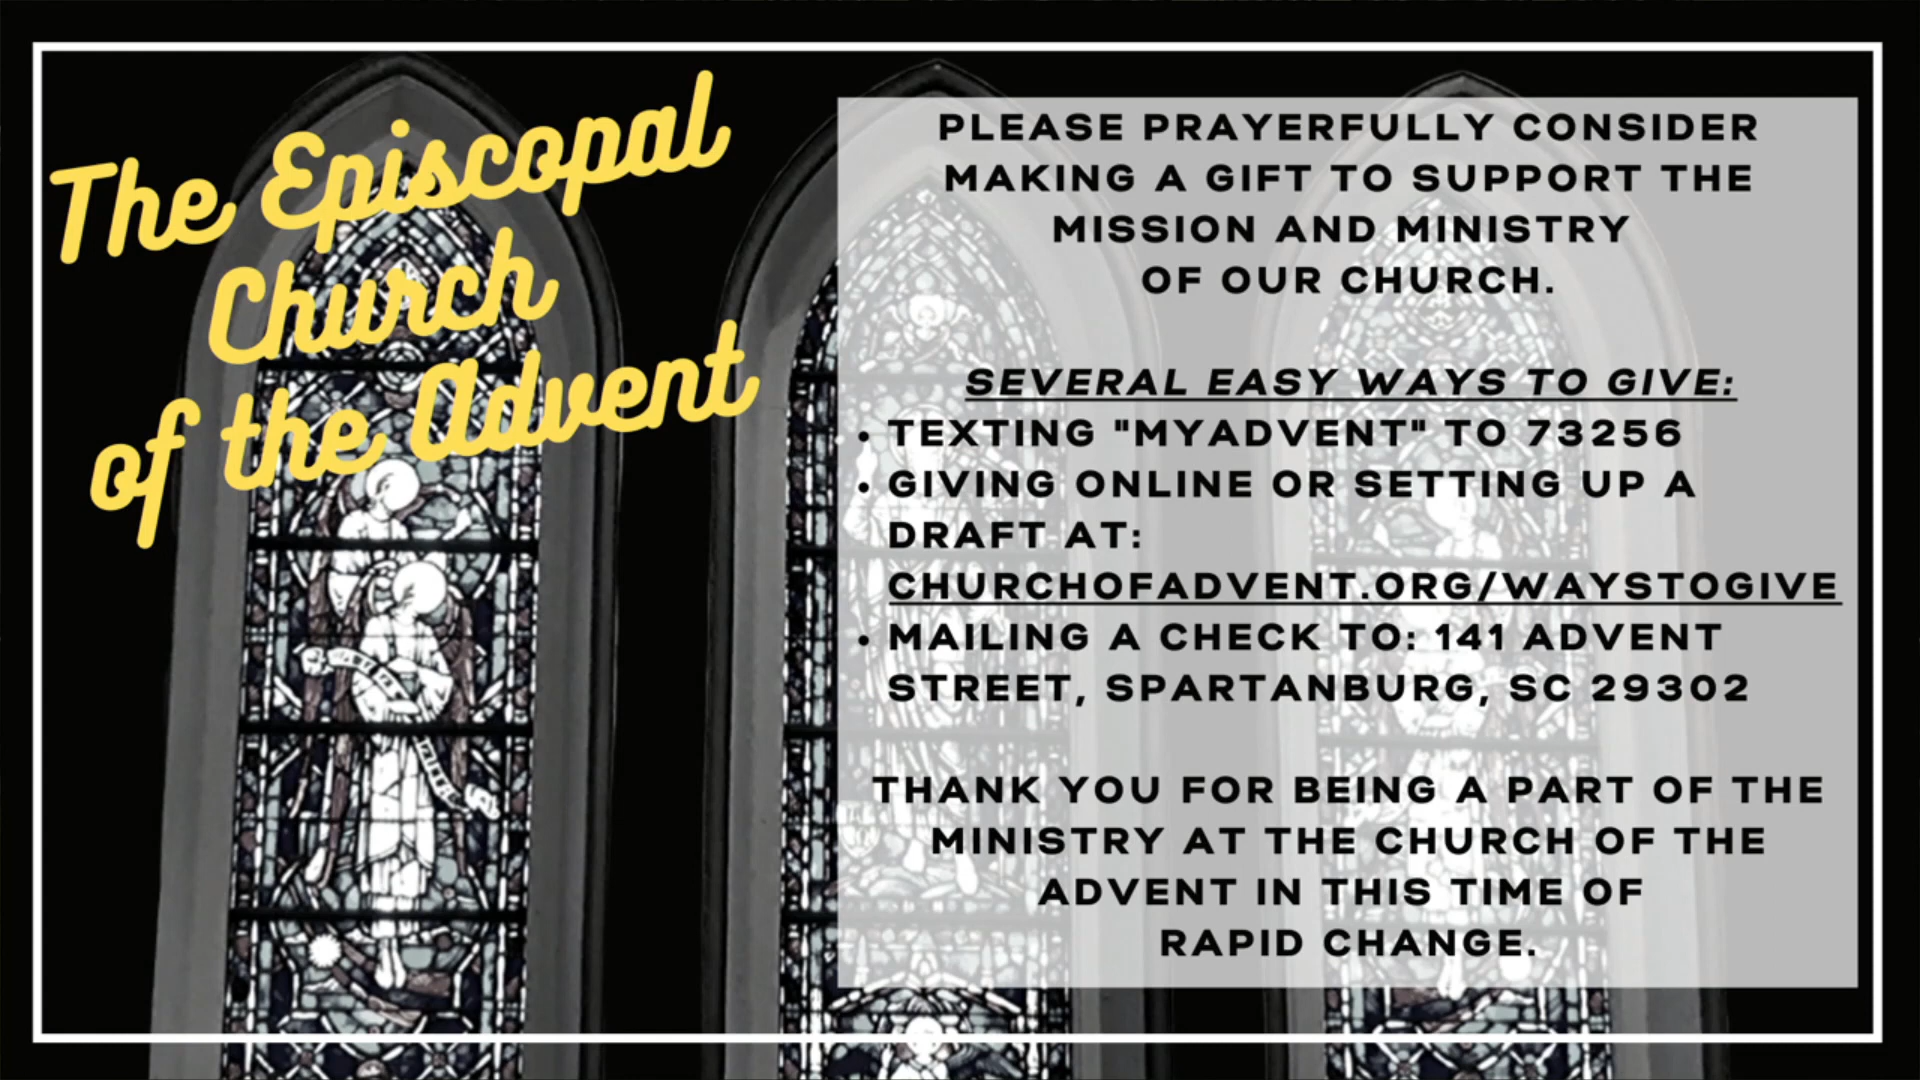 The Episcopal
Church
of the Advent
PLEASE PRAYERFULLY CONSIDER
MAKING A GIFT TO SUPPORT THE
MISSION AND MINISTRY
OF OUR CHURCH.
SEVERAL EASY WAYS TO GIVE:
• TEXTING "MYADVENT" TO 73256
• GIVING ONLINE OR SETTING UP A
DRAFT AT:
CHURCHOFADVENT.ORG/WAYSTOGIVE
• MAILING A CHECK TO: 141 ADVENT
STREET, SPARTANBURG, SC 29302
THANK YOU FOR BEING A PART OF THE
MINISTRY AT THE CHURCH OF THE
ADVENT IN THIS TIME OF
RAPID CHANGE.